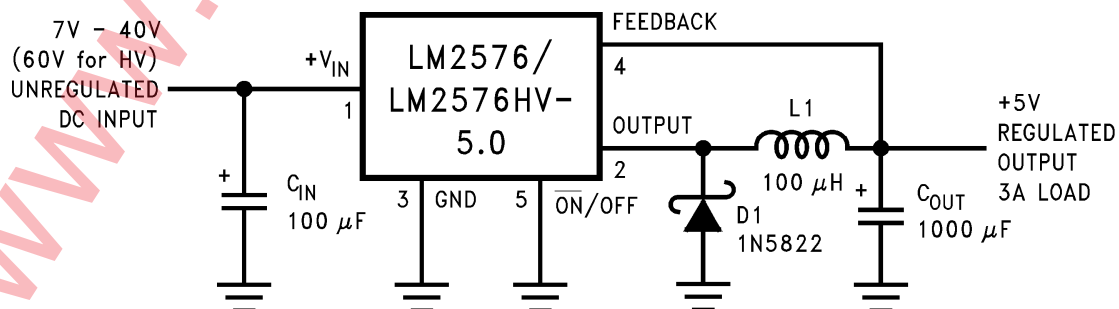 7V – 40V
(60V for HV)
UNREGULATED
DC INPUT
+VIN
1
CIN
100 μF
+
LM2576/
LM2576HV-
5.0
3
GND
5
ON/OFF
FEEDBACK
4
OUTPUT
2
L1
100 μH
D1
1N5822
+
COUT
1000 μF
+5V
REGULATED
OUTPUT
3A LOAD
www.